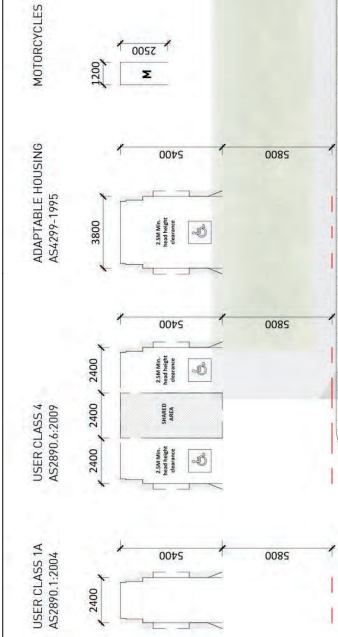 USER CLASS 1A
AS2890.1:2004
2400
5400
5800
USER CLASS 4
AS2890.6:2009
2400
2400
2400
2.5M Min.
head height
clearance
SHARED
AREA
2.5M Min.
head height
clearance
5400
5800
ADAPTABLE HOUSING
AS4299-1995
3800
2.5M Min.
head height
clearance
5400
5800
MOTORCYCLES
1200
2500
M